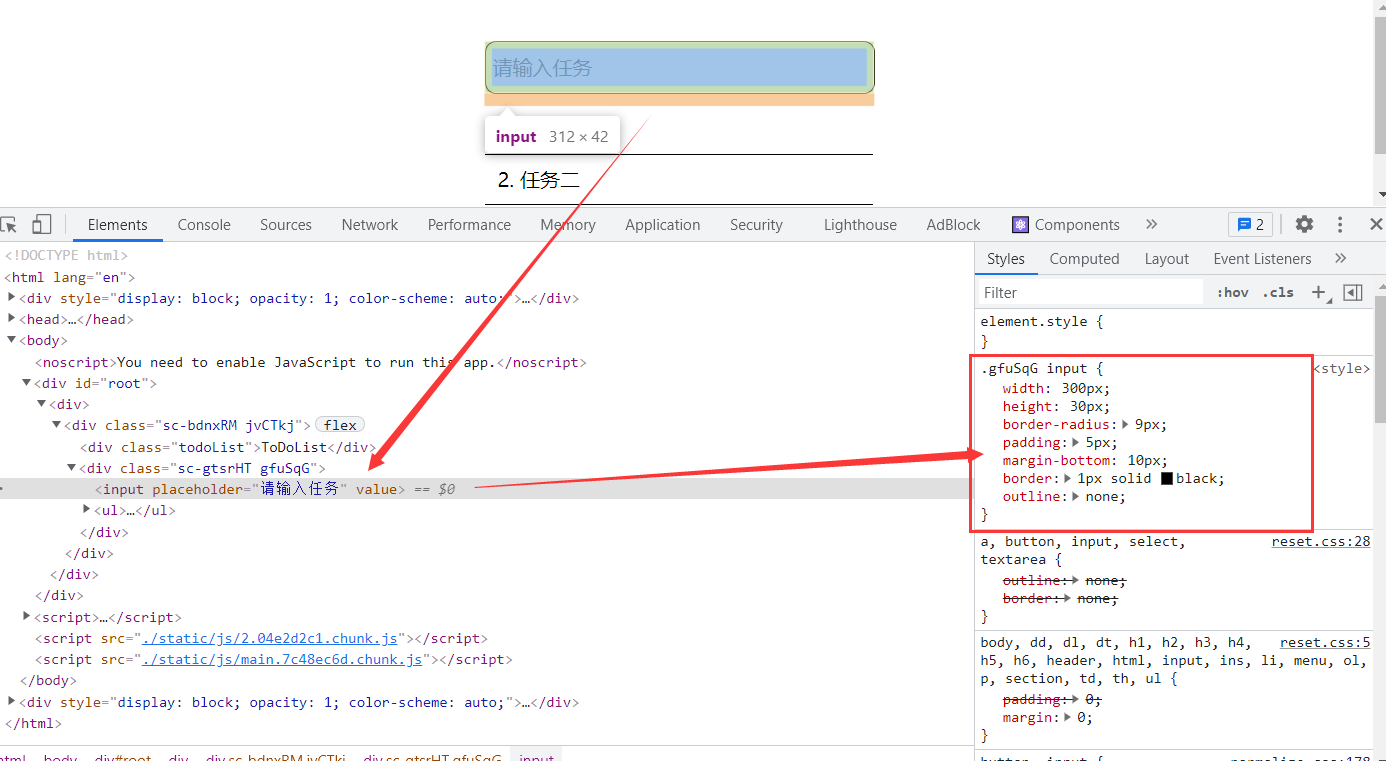 请输入任务
input 312 × 42
2. 任务二
Elements Console Sources Network Performance Memory Application Security Lighthouse AdBlock Components » 2
<!DOCTYPE html>
<html lang="en">
<div style="display: block; opacity: 1; color-scheme: auto;">…</div>
<head>…</head>
<body>
<noscript>You need to enable JavaScript to run this app.</noscript>
<div id="root">
<div>
<div class="sc-bdnxRM jvCTkj"> flex
<div class="todoList">ToDoList</div>
<div class="sc-gtsrHT gfuSqG">
<input placeholder="请输入任务" value> == $0
<ul>…</ul>
</div>
</div>
</div>
</div>
<script>…</script>
<script src="./static/js/2.04e2d2c1.chunk.js"></script>
<script src="./static/js/main.7c48ec6d.chunk.js"></script>
</body>
<div style="display: block; opacity: 1; color-scheme: auto;">…</div>
</html>
html body div#root div div.sc-bdnxRM.jvCTkj div.sc-gtsrHT.gfuSqG input
Styles Computed Layout Event Listeners »
Filter :hov .cls +
element.style {
}
.gfuSqG input { <style>
width: 300px;
height: 30px;
border-radius: 9px;
padding: 5px;
margin-bottom: 10px;
border: 1px solid black;
outline: none;
}
a, button, input, select, reset.css:28
textarea {
outline: none;
border: none;
}
body, dd, dl, dt, h1, h2, h3, h4, reset.css:5
h5, h6, header, html, input, ins, li, menu, ol,
p, section, td, th, ul {
padding: 0;
margin: 0;
}
button, input { normalize.css:178